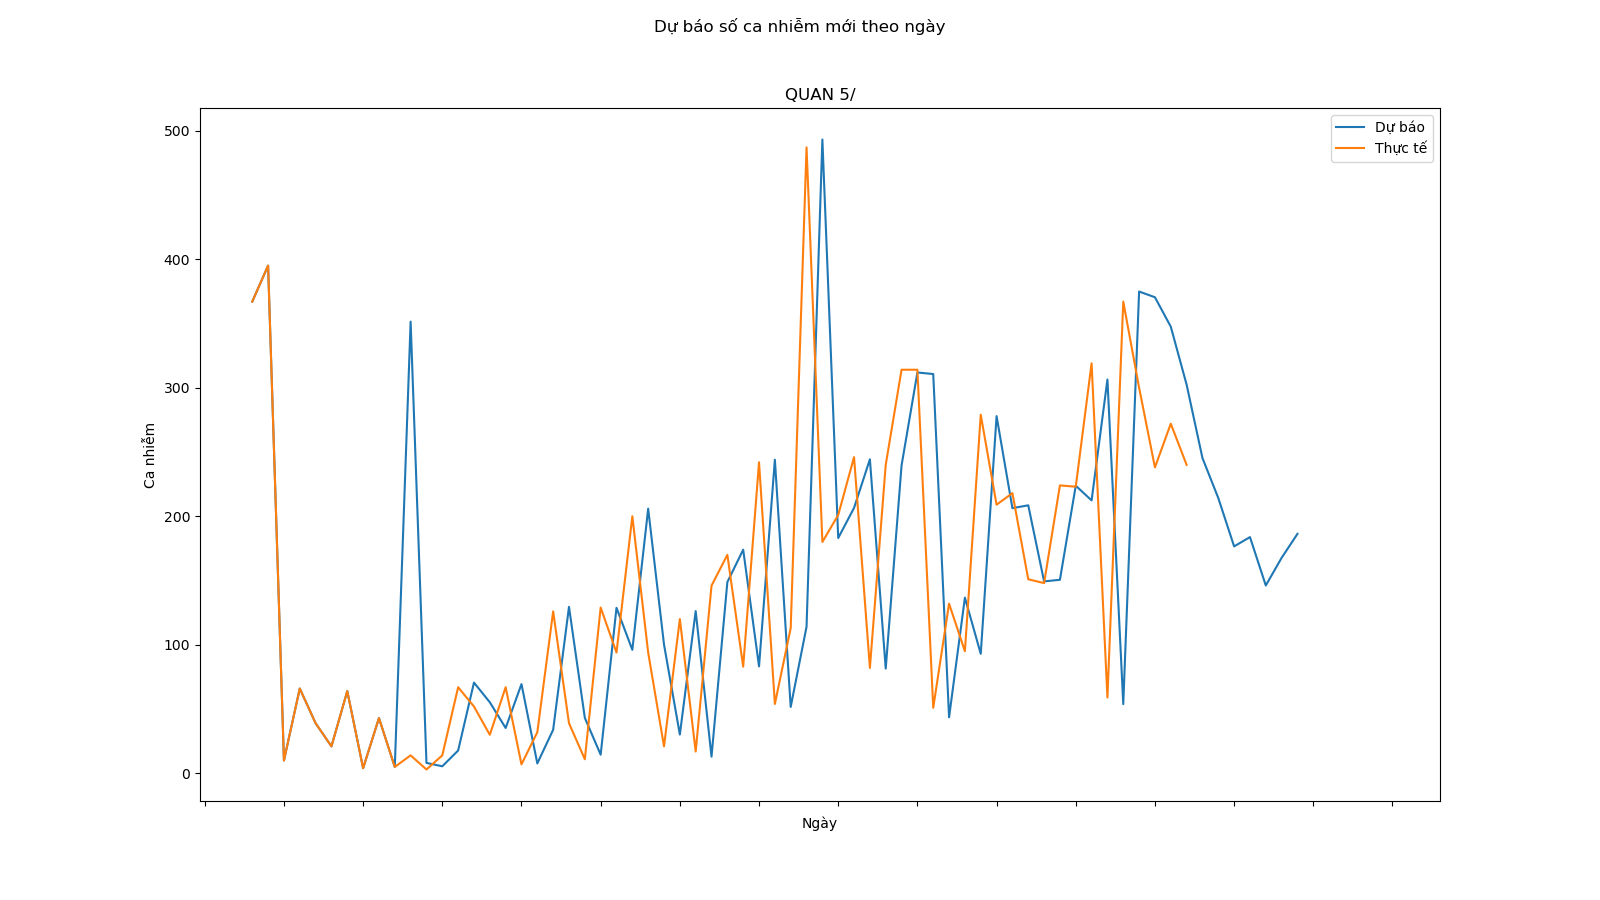 Dự báo số ca nhiễm mới theo ngày
QUAN 5/
Dự báo
Thực tế
500
400
300
200
100
0
Ca nhiễm
Ngày